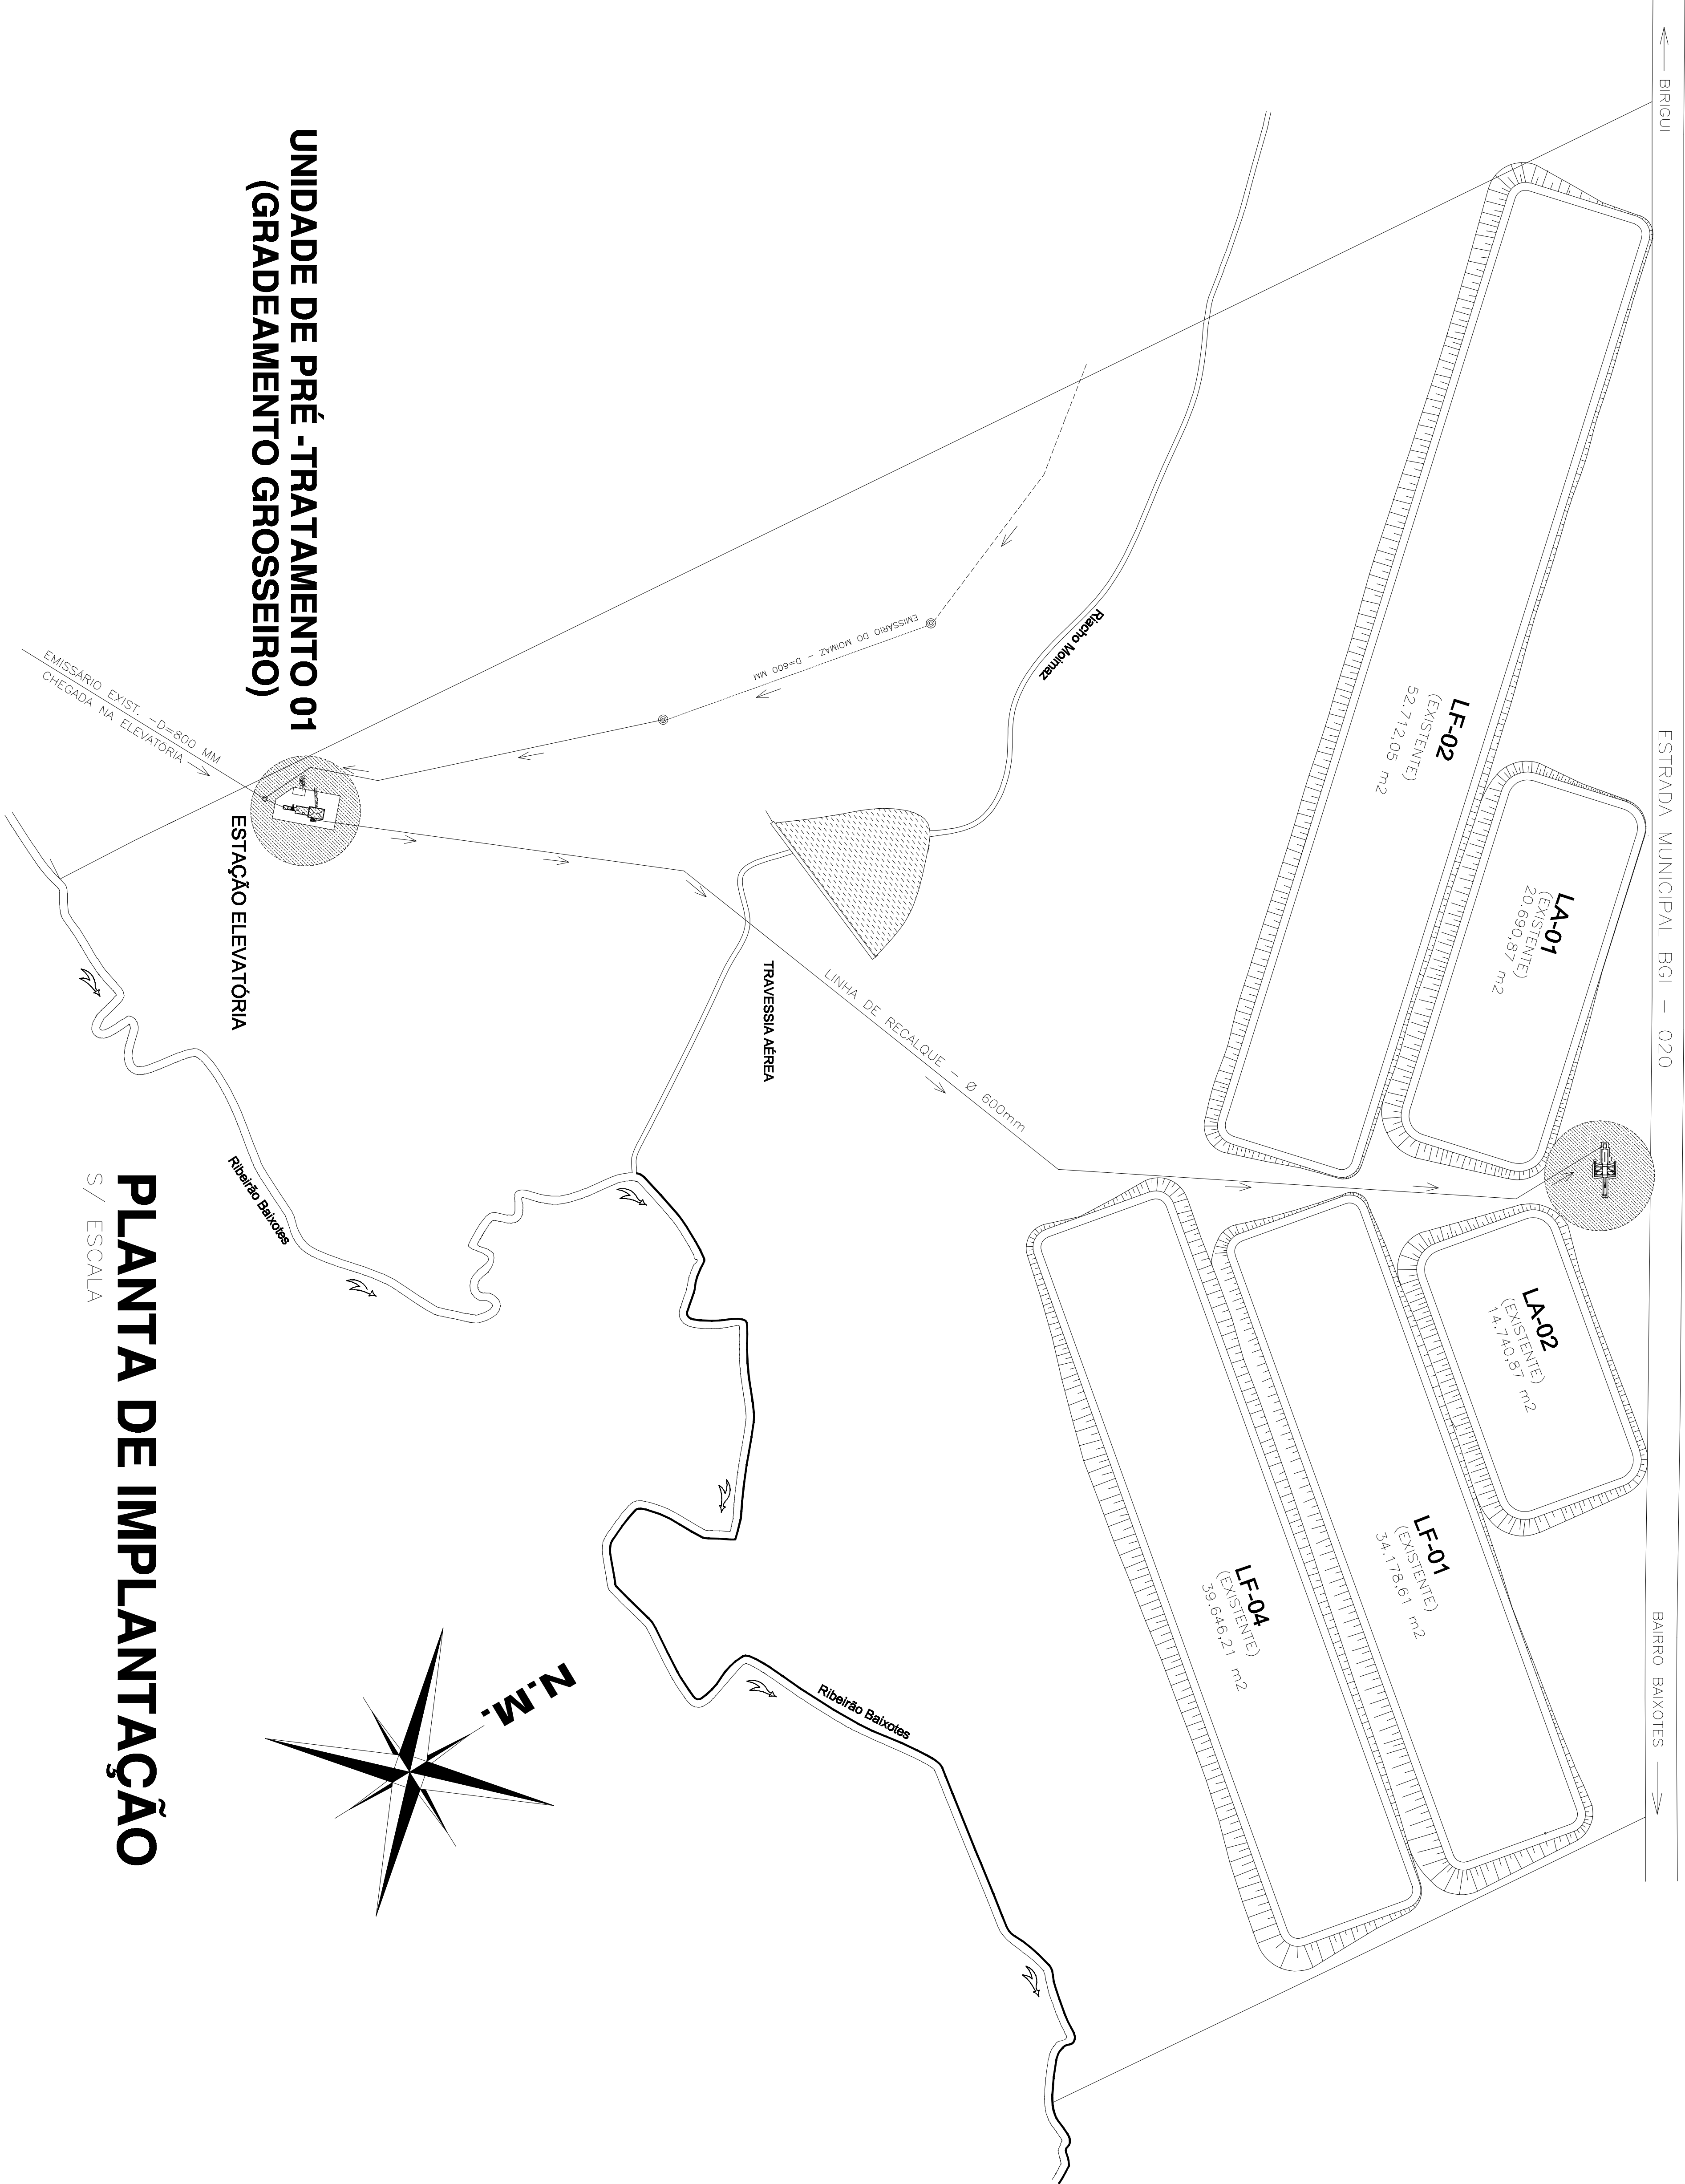 ← BIRIGUI
ESTRADA MUNICIPAL BGI - 020
BAIRRO BAIXOTES →
LF-02
(EXISTENTE)
52.712,05 m2
LA-01
(EXISTENTE)
20.690,87 m2
LA-02
(EXISTENTE)
14.740,87 m2
LF-01
(EXISTENTE)
34.178,61 m2
LF-04
(EXISTENTE)
39.646,21 m2
Riacho Moimaz
EMISSÁRIO DO MOIMAZ - D=600 MM
LINHA DE RECALQUE - Ø 600mm
TRAVESSIA AÉREA
UNIDADE DE PRÉ -TRATAMENTO 01
(GRADEAMENTO GROSSEIRO)
EMISSÁRIO EXIST. -D=800 MM
CHEGADA NA ELEVATÓRIA
ESTAÇÃO ELEVATÓRIA
Ribeirão Baixotes
Ribeirão Baixotes
N.M.
PLANTA DE IMPLANTAÇÃO
S/ ESCALA